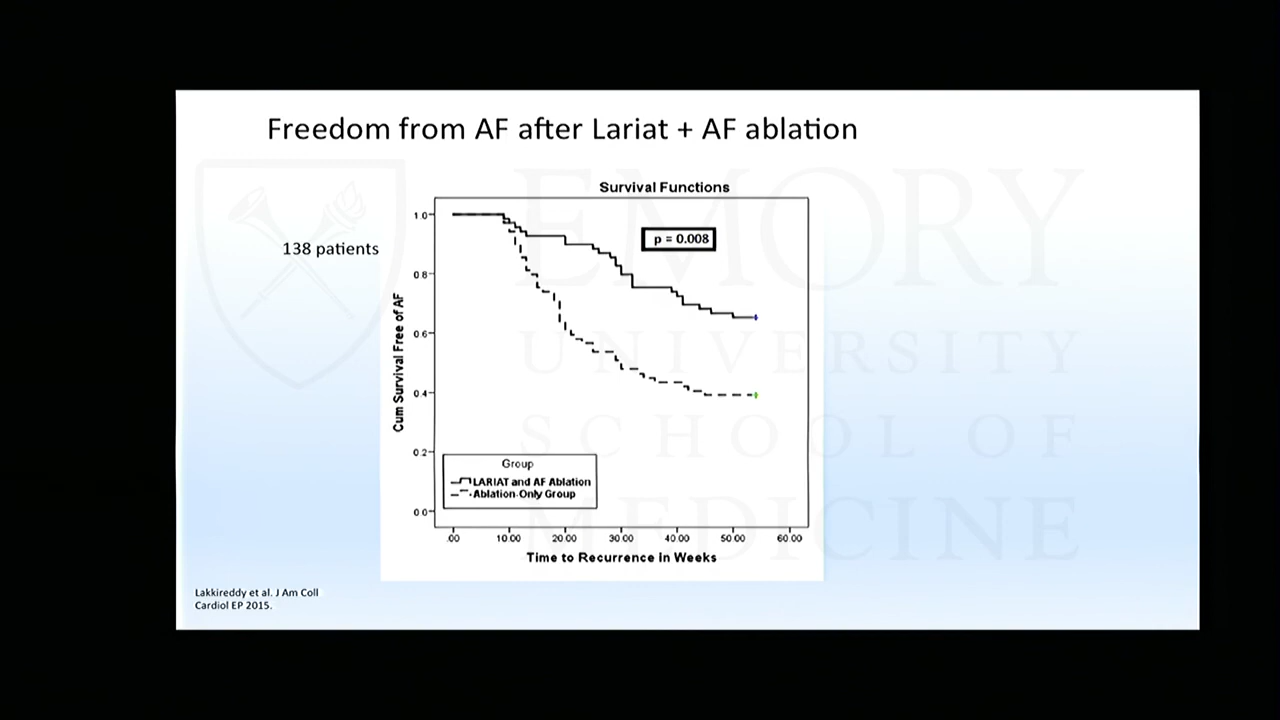 Freedom from AF after Lariat + AF ablation
138 patients
Survival Functions
p = 0.008
Cum Survival Free of AF
1.0
0.8
0.6
0.4
0.2
0.0
Group
LARIAT and AF Ablation
Ablation-Only Group
.00 10.00 20.00 30.00 40.00 50.00 60.00
Time to Recurrence in Weeks
Lakkireddy et al. J Am Coll
Cardiol EP 2015.
EMORY
UNIVERSITY
SCHOOL OF
MEDICINE